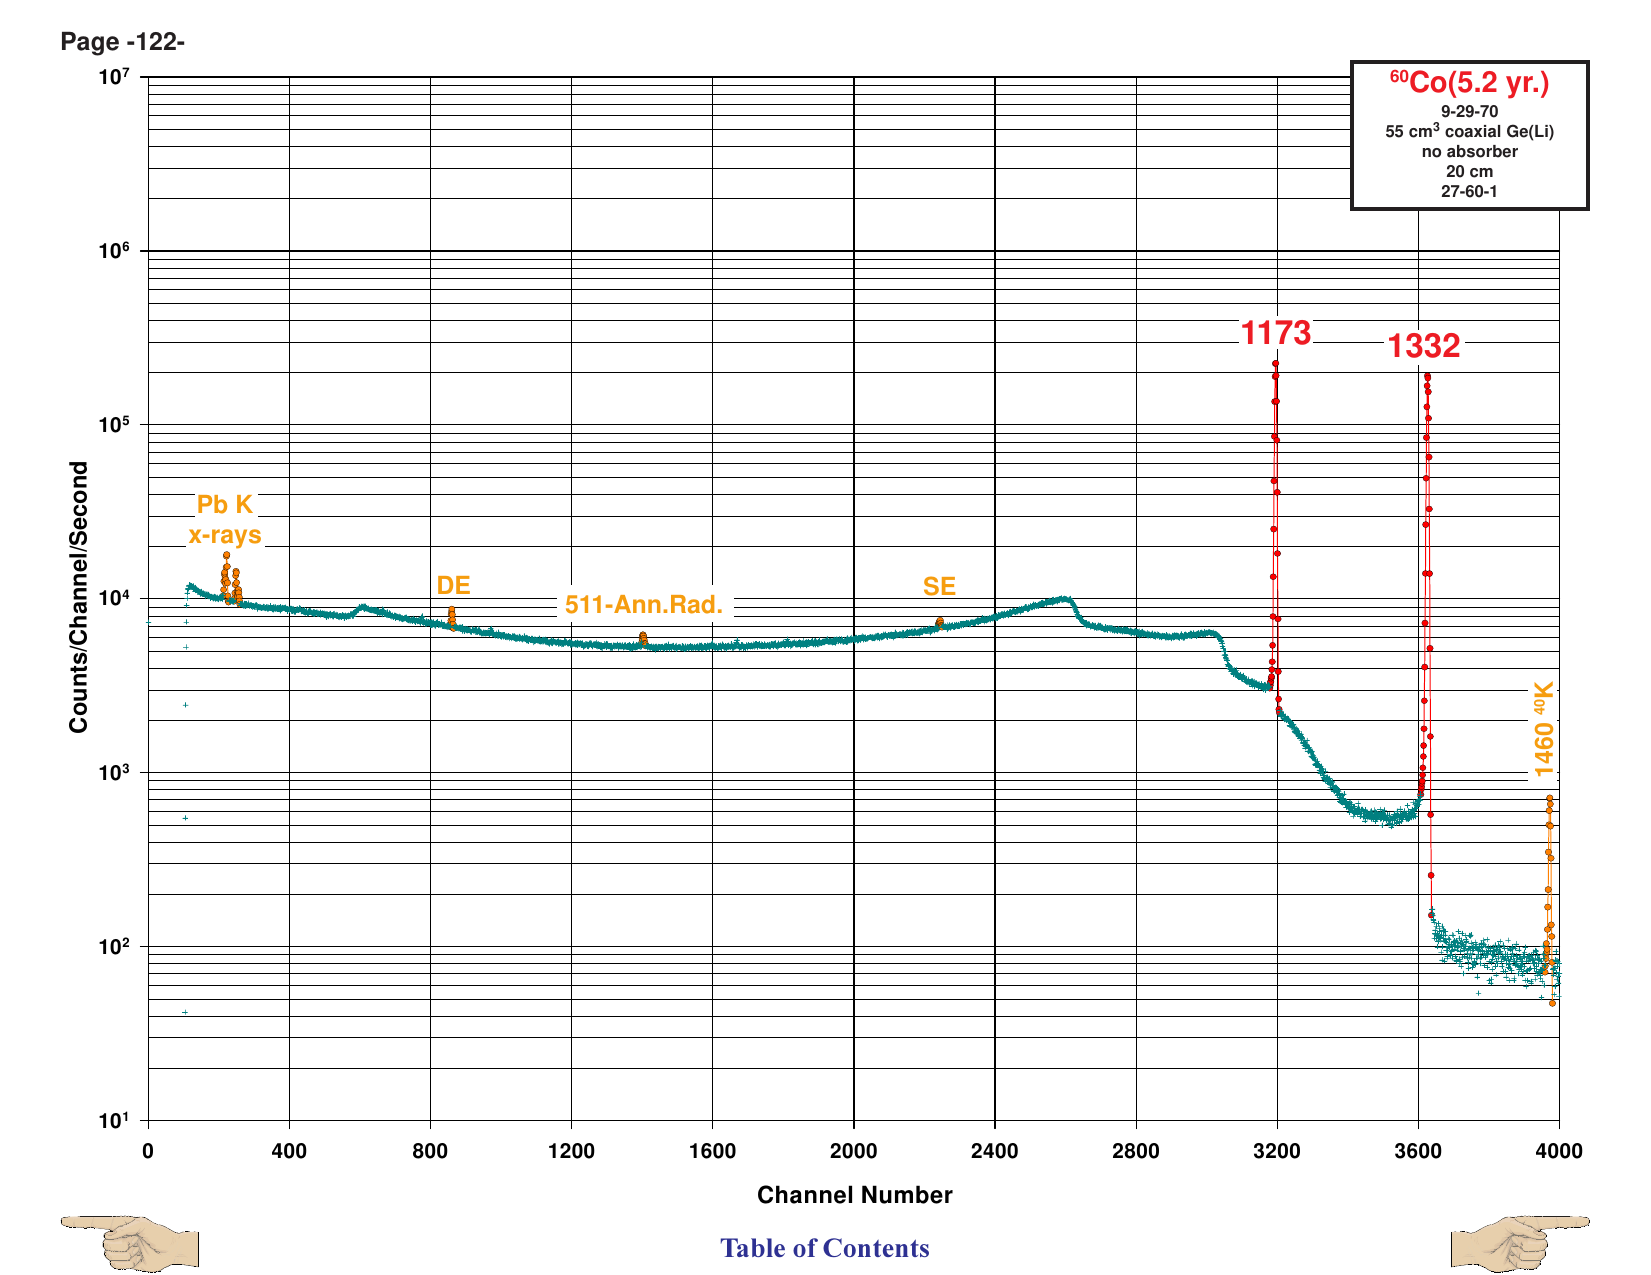 Page -122-
⁶⁰Co(5.2 yr.)
9-29-70
55 cm³ coaxial Ge(Li)
no absorber
20 cm
27-60-1
10⁷
10⁶
10⁵
10⁴
10³
10²
10¹
Counts/Channel/Second
1173
1332
Pb K
x-rays
DE
511-Ann.Rad.
SE
1460 ⁴⁰K
0 400 800 1200 1600 2000 2400 2800 3200 3600 4000
Channel Number
Table of Contents